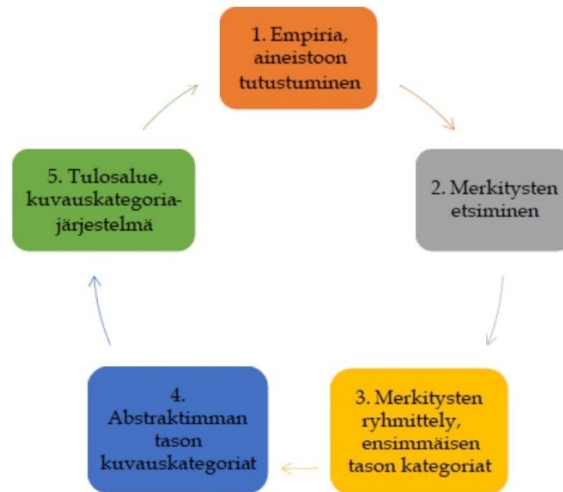 1. Empiria,
aineistoon
tutustuminen
2. Merkitysten
etsiminen
3. Merkitysten
ryhmittely,
ensimmäisen
tason kategoriat
4.
Abstraktimman
tason
kuvauskategoriat
5. Tulosalue,
kuvauskategoria-
järjestelmä